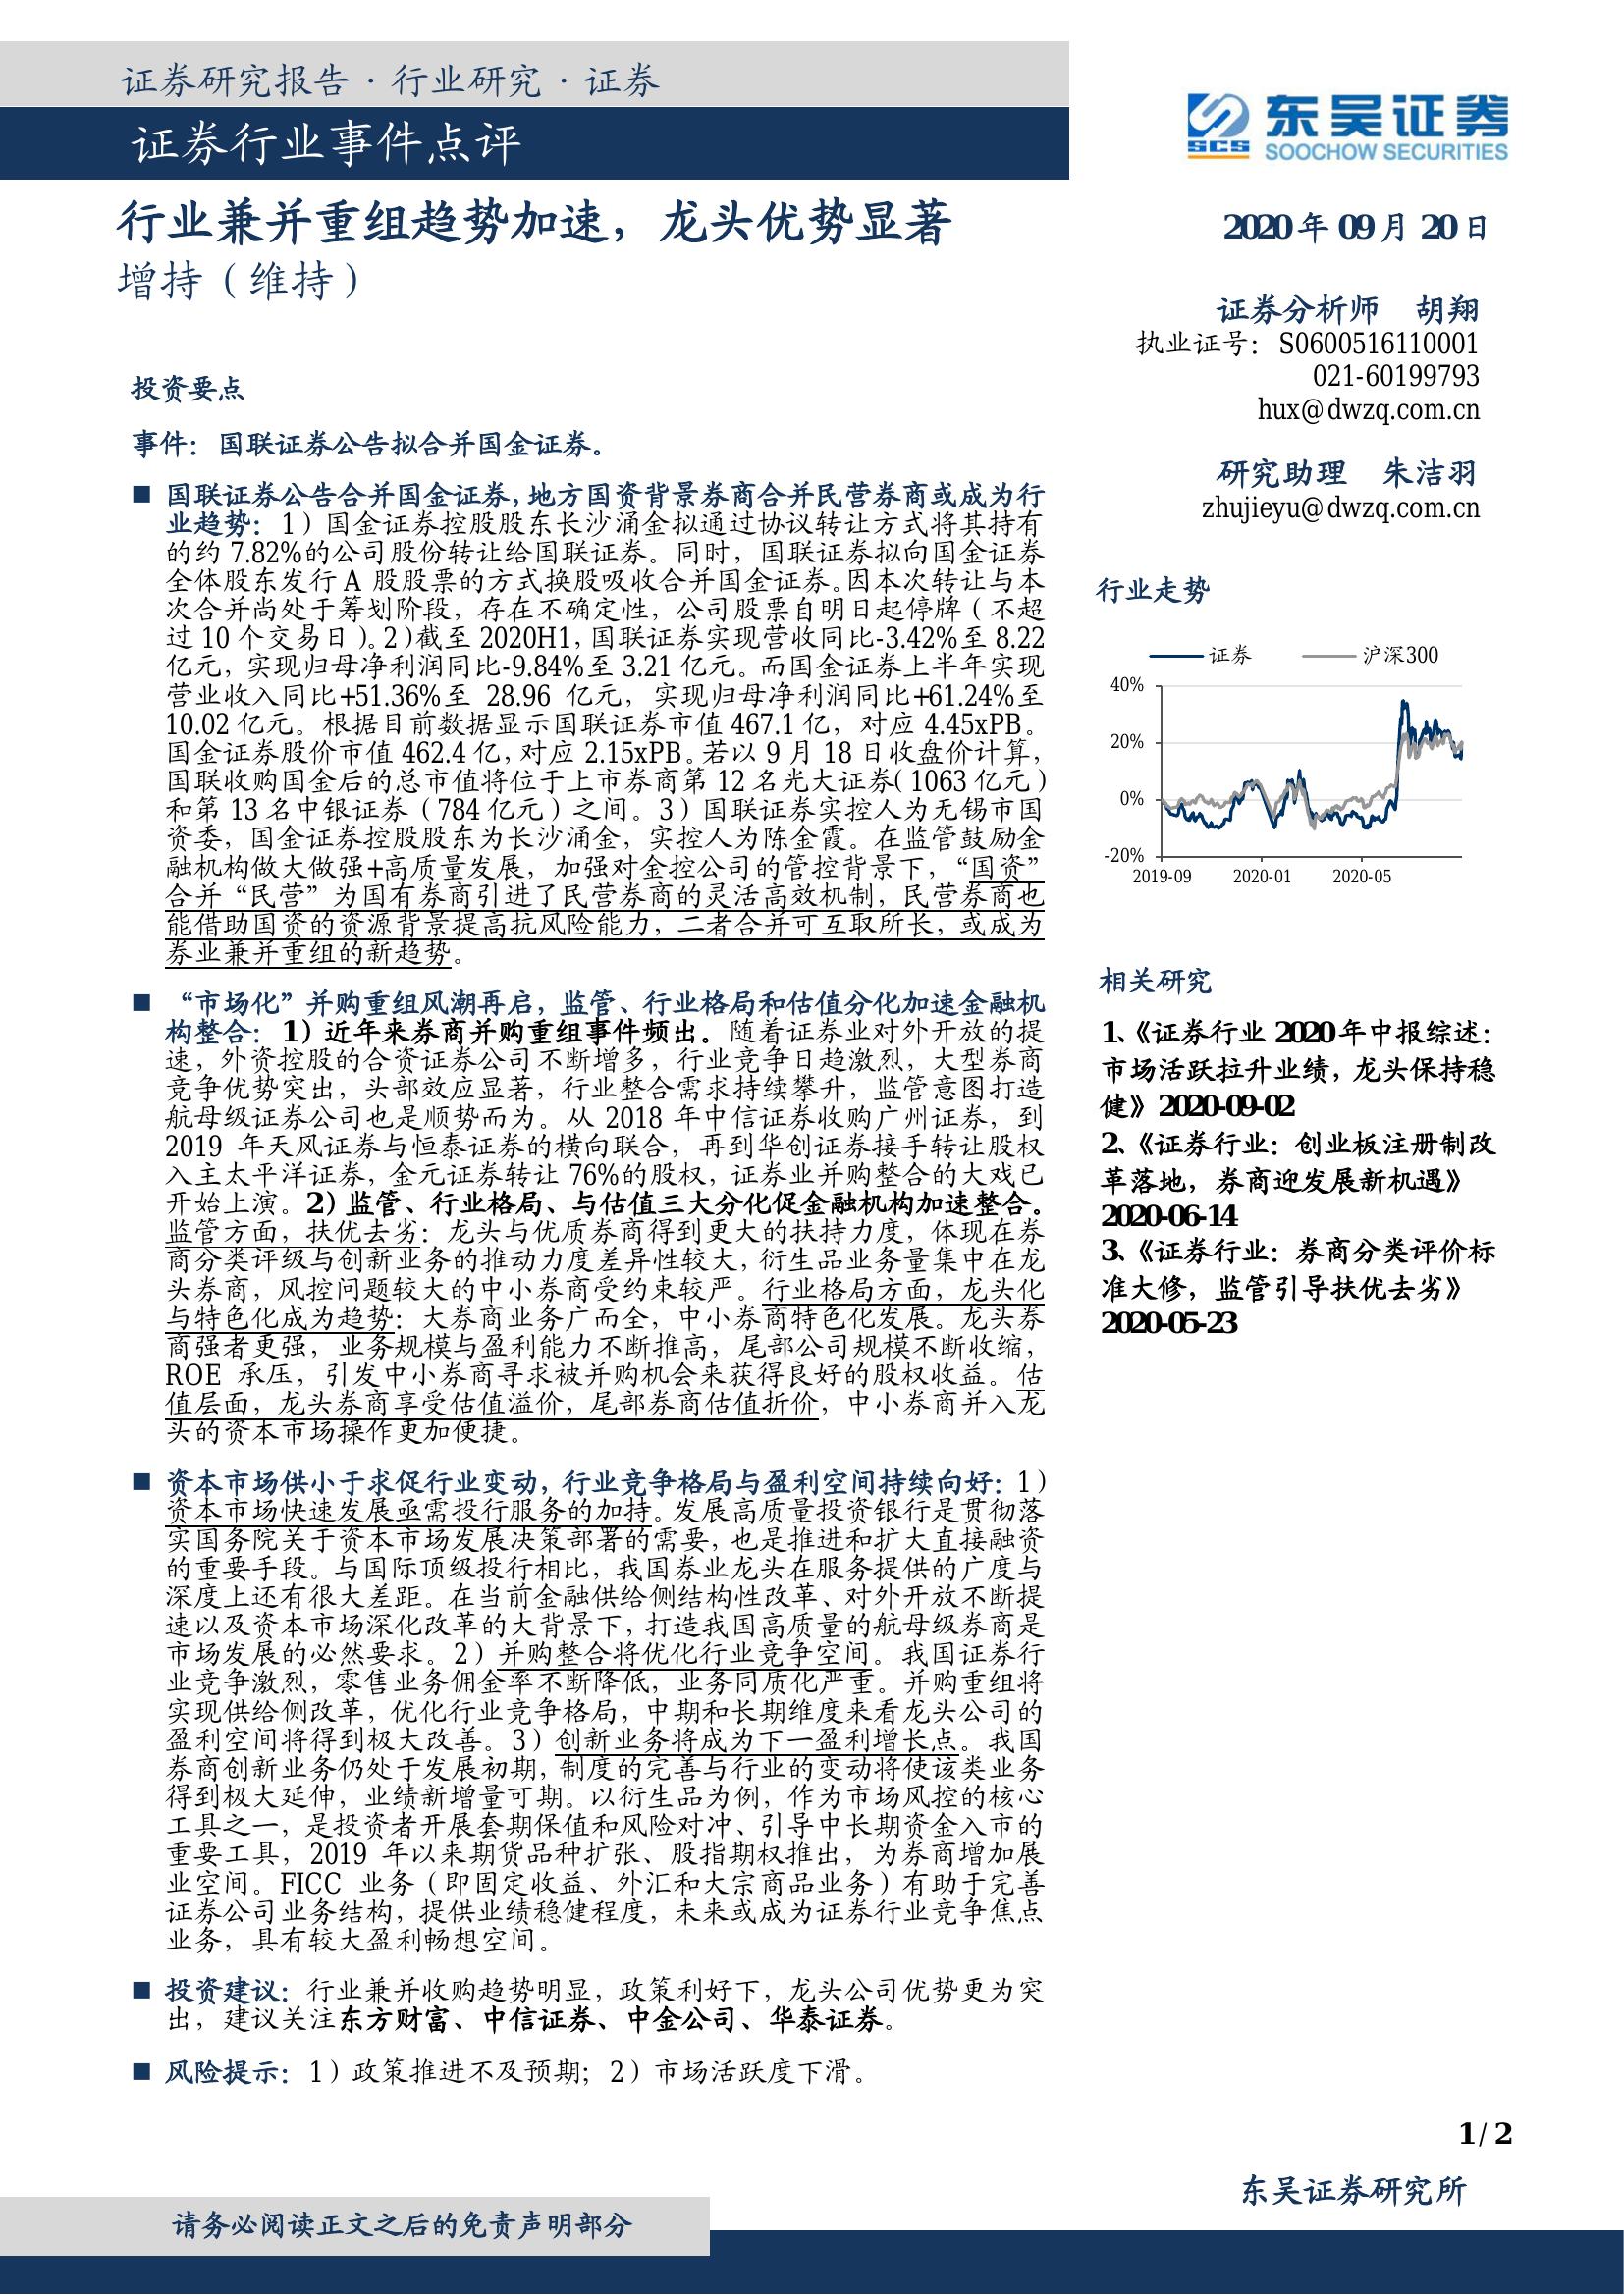 证券研究报告·行业研究·证券
证券行业事件点评
行业兼并重组趋势加速，龙头优势显著
增持（维持）
投资要点
事件：国联证券公告拟合并国金证券。
■ 国联证券公告合并国金证券，地方国资背景券商合并民营券商或成为行
业趋势：1）国金证券控股股东长沙涌金拟通过协议转让方式将其持有
的约 7.82%的公司股份转让给国联证券。同时，国联证券拟向国金证券
全体股东发行 A 股股票的方式换股吸收合并国金证券。因本次转让与本
次合并尚处于筹划阶段，存在不确定性，公司股票自明日起停牌（不超
过 10 个交易日）。2）截至 2020H1，国联证券实现营收同比-3.42%至 8.22
亿元，实现归母净利润同比-9.84%至 3.21 亿元。而国金证券上半年实现
营业收入同比+51.36%至 28.96 亿元，实现归母净利润同比+61.24%至
10.02 亿元。根据目前数据显示国联证券市值 467.1 亿，对应 4.45xPB。
国金证券股价市值 462.4 亿，对应 2.15xPB。若以 9 月 18 日收盘价计算，
国联收购国金后的总市值将位于上市券商第 12 名光大证券（1063 亿元）
和第 13 名中银证券（784 亿元）之间。3）国联证券实控人为无锡市国
资委，国金证券控股股东为长沙涌金，实控人为陈金霞。在监管鼓励金
融机构做大做强+高质量发展，加强对金控公司的管控背景下，“国资”
合并“民营”为国有券商引进了民营券商的灵活高效机制，民营券商也
能借助国资的资源背景提高抗风险能力，二者合并可互取所长，或成为
券业兼并重组的新趋势。
■ “市场化”并购重组风潮再启，监管、行业格局和估值分化加速金融机
构整合：1）近年来券商并购重组事件频出。随着证券业对外开放的提
速，外资控股的合资证券公司不断增多，行业竞争日趋激烈，大型券商
竞争优势突出，头部效应显著，行业整合需求持续攀升，监管意图打造
航母级证券公司也是顺势而为。从 2018 年中信证券收购广州证券，到
2019 年天风证券与恒泰证券的横向联合，再到华创证券接手转让股权
入主太平洋证券，金元证券转让 76%的股权，证券业并购整合的大戏已
开始上演。2）监管、行业格局、与估值三大分化促金融机构加速整合。
监管方面，扶优去劣：龙头与优质券商得到更大的扶持力度，体现在券
商分类评级与创新业务的推动力度差异性较大，衍生品业务量集中在龙
头券商，风控问题较大的中小券商受约束较严。行业格局方面，龙头化
与特色化成为趋势：大券商业务广而全，中小券商特色化发展。龙头券
商强者更强，业务规模与盈利能力不断推高，尾部公司规模不断收缩，
ROE 承压，引发中小券商寻求被并购机会来获得良好的股权收益。估
值层面，龙头券商享受估值溢价，尾部券商估值折价，中小券商并入龙
头的资本市场操作更加便捷。
■ 资本市场供小于求促行业变动，行业竞争格局与盈利空间持续向好：1）
资本市场快速发展亟需投行服务的加持。发展高质量投资银行是贯彻落
实国务院关于资本市场发展决策部署的需要，也是推进和扩大直接融资
的重要手段。与国际顶级投行相比，我国券业龙头在服务提供的广度与
深度上还有很大差距。在当前金融供给侧结构性改革、对外开放不断提
速以及资本市场深化改革的大背景下，打造我国高质量的航母级券商是
市场发展的必然要求。2）并购整合将优化行业竞争空间。我国证券行
业竞争激烈，零售业务佣金率不断降低，业务同质化严重。并购重组将
实现供给侧改革，优化行业竞争格局，中期和长期维度来看龙头公司的
盈利空间将得到极大改善。3）创新业务将成为下一盈利增长点。我国
券商创新业务仍处于发展初期，制度的完善与行业的变动将使该类业务
得到极大延伸，业绩新增量可期。以衍生品为例，作为市场风控的核心
工具之一，是投资者开展套期保值和风险对冲、引导中长期资金入市的
重要工具，2019 年以来期货品种扩张、股指期权推出，为券商增加展
业空间。FICC 业务（即固定收益、外汇和大宗商品业务）有助于完善
证券公司业务结构，提供业绩稳健程度，未来或成为证券行业竞争焦点
业务，具有较大盈利畅想空间。
■ 投资建议：行业兼并收购趋势明显，政策利好下，龙头公司优势更为突
出，建议关注东方财富、中信证券、中金公司、华泰证券。
■ 风险提示：1）政策推进不及预期；2）市场活跃度下滑。
SCS 东吴证券
SOOCHOW SECURITIES
2020 年 09 月 20 日
证券分析师 胡翔
执业证号：S0600516110001
021-60199793
hux@dwzq.com.cn
研究助理 朱洁羽
zhujieyu@dwzq.com.cn
行业走势
证券 沪深300
40%
20%
0%
-20%
2019-09 2020-01 2020-05
相关研究
1、《证券行业 2020 年中报综述：
市场活跃拉升业绩，龙头保持稳
健》2020-09-02
2、《证券行业：创业板注册制改
革落地，券商迎发展新机遇》
2020-06-14
3、《证券行业：券商分类评价标
准大修，监管引导扶优去劣》
2020-05-23
1 / 2
东吴证券研究所
请务必阅读正文之后的免责声明部分